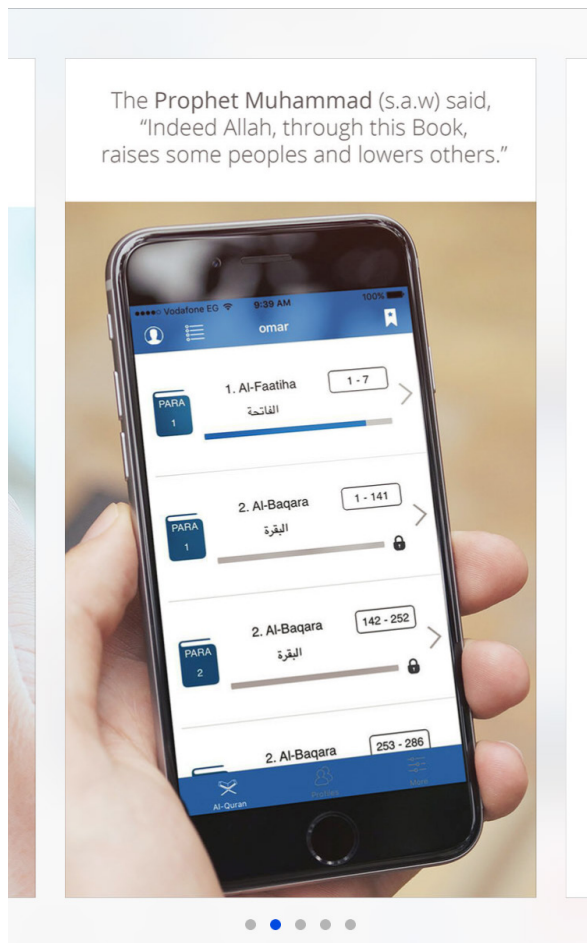 The Prophet Muhammad (s.a.w) said,
“Indeed Allah, through this Book,
raises some peoples and lowers others.”
Vodafone EG 9:39 AM 100%
omar
PARA 1
1. Al-Faatiha 1 - 7
الفاتحة
PARA 1
2. Al-Baqara 1 - 141
البقرة
PARA 2
2. Al-Baqara 142 - 252
البقرة
2. Al-Baqara 253 - 286
Al-Quran Profiles More